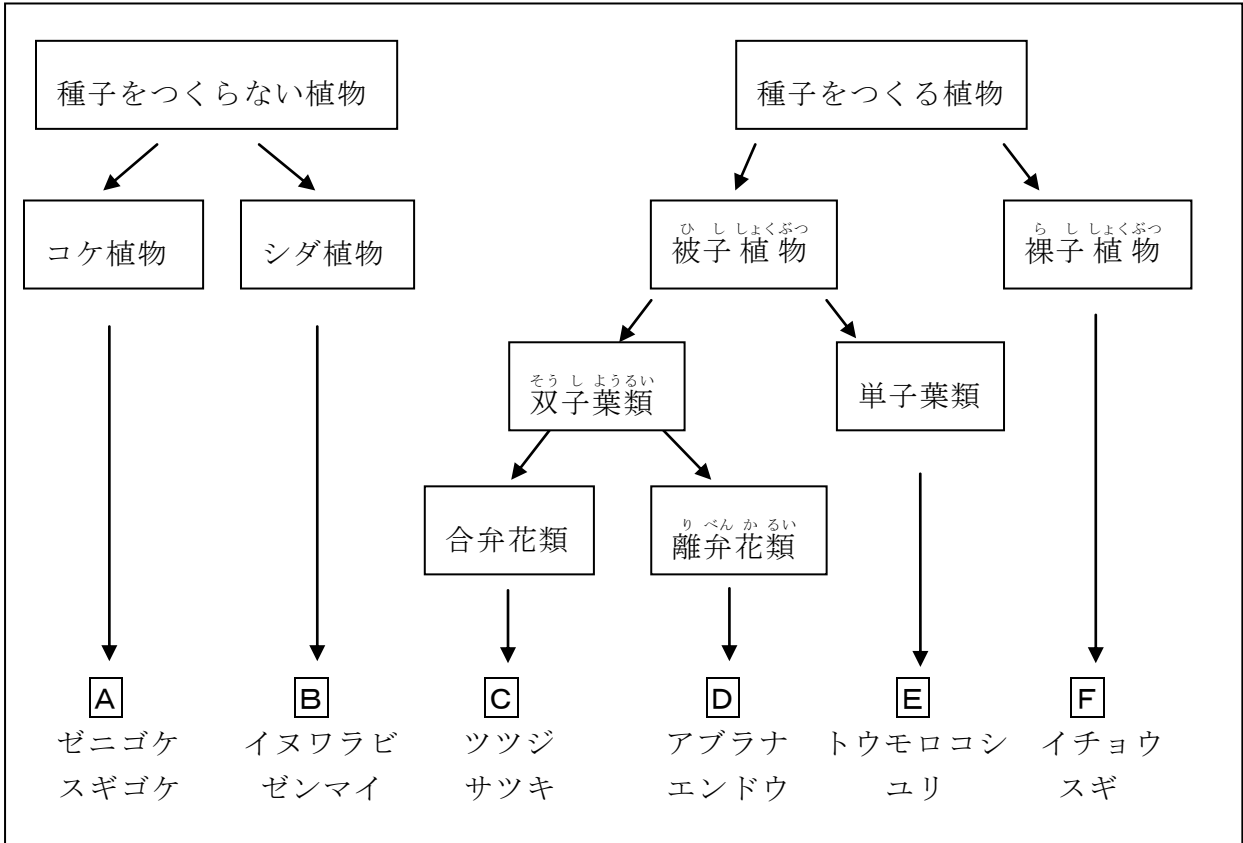 種子をつくらない植物
種子をつくる植物
コケ植物
シダ植物
ひししょくぶつ
被子植物
らししょくぶつ
裸子植物
そうしようるい
双子葉類
単子葉類
合弁花類
りべんかるい
離弁花類
A
B
C
D
E
F
ゼニゴケ
イヌワラビ
ツツジ
アブラナ
トウモロコシ
イチョウ
スギゴケ
ゼンマイ
サツキ
エンドウ
ユリ
スギ